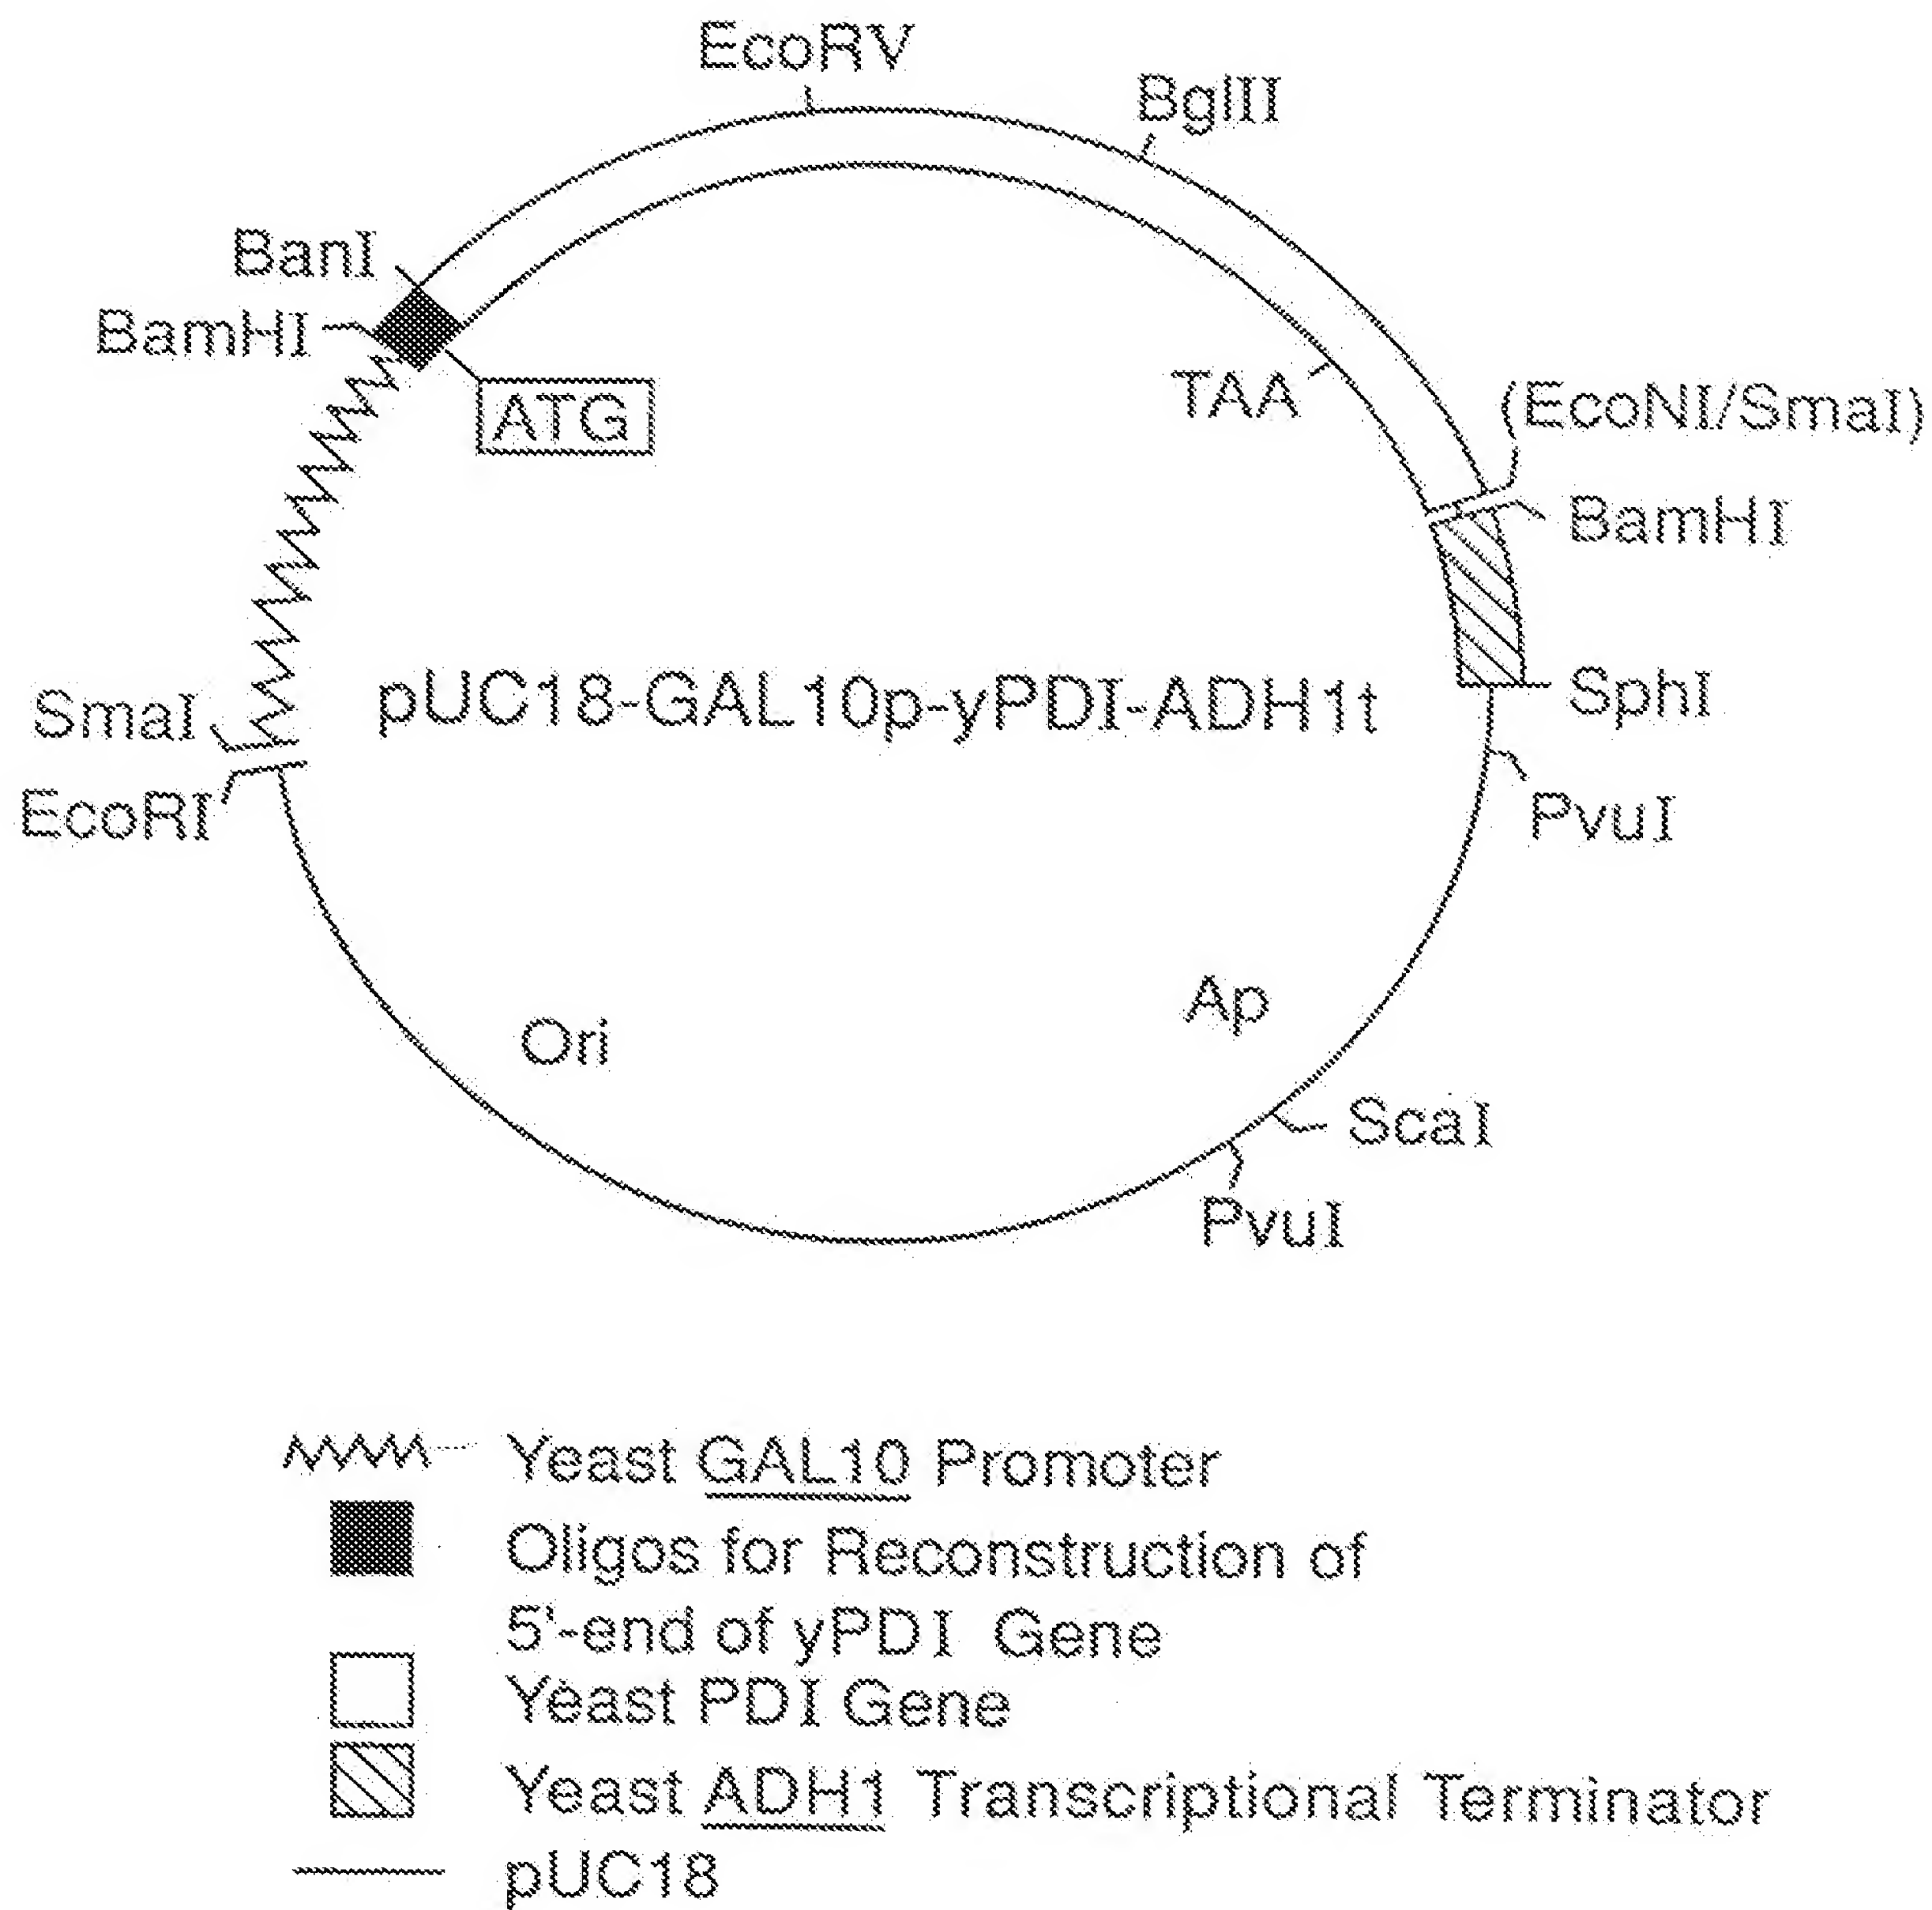 EcoRV
BglII
BanI
BamHI
ATG
TAA
(EcoNI/SmaI)
BamHI
SmaI
pUC18-GAL10p-yPDI-ADH1t
SphI
EcoRI
PvuI
Ap
Ori
ScaI
PvuI
Yeast GAL10 Promoter
Oligos for Reconstruction of
5'-end of yPDI Gene
Yeast PDI Gene
Yeast ADH1 Transcriptional Terminator
pUC18